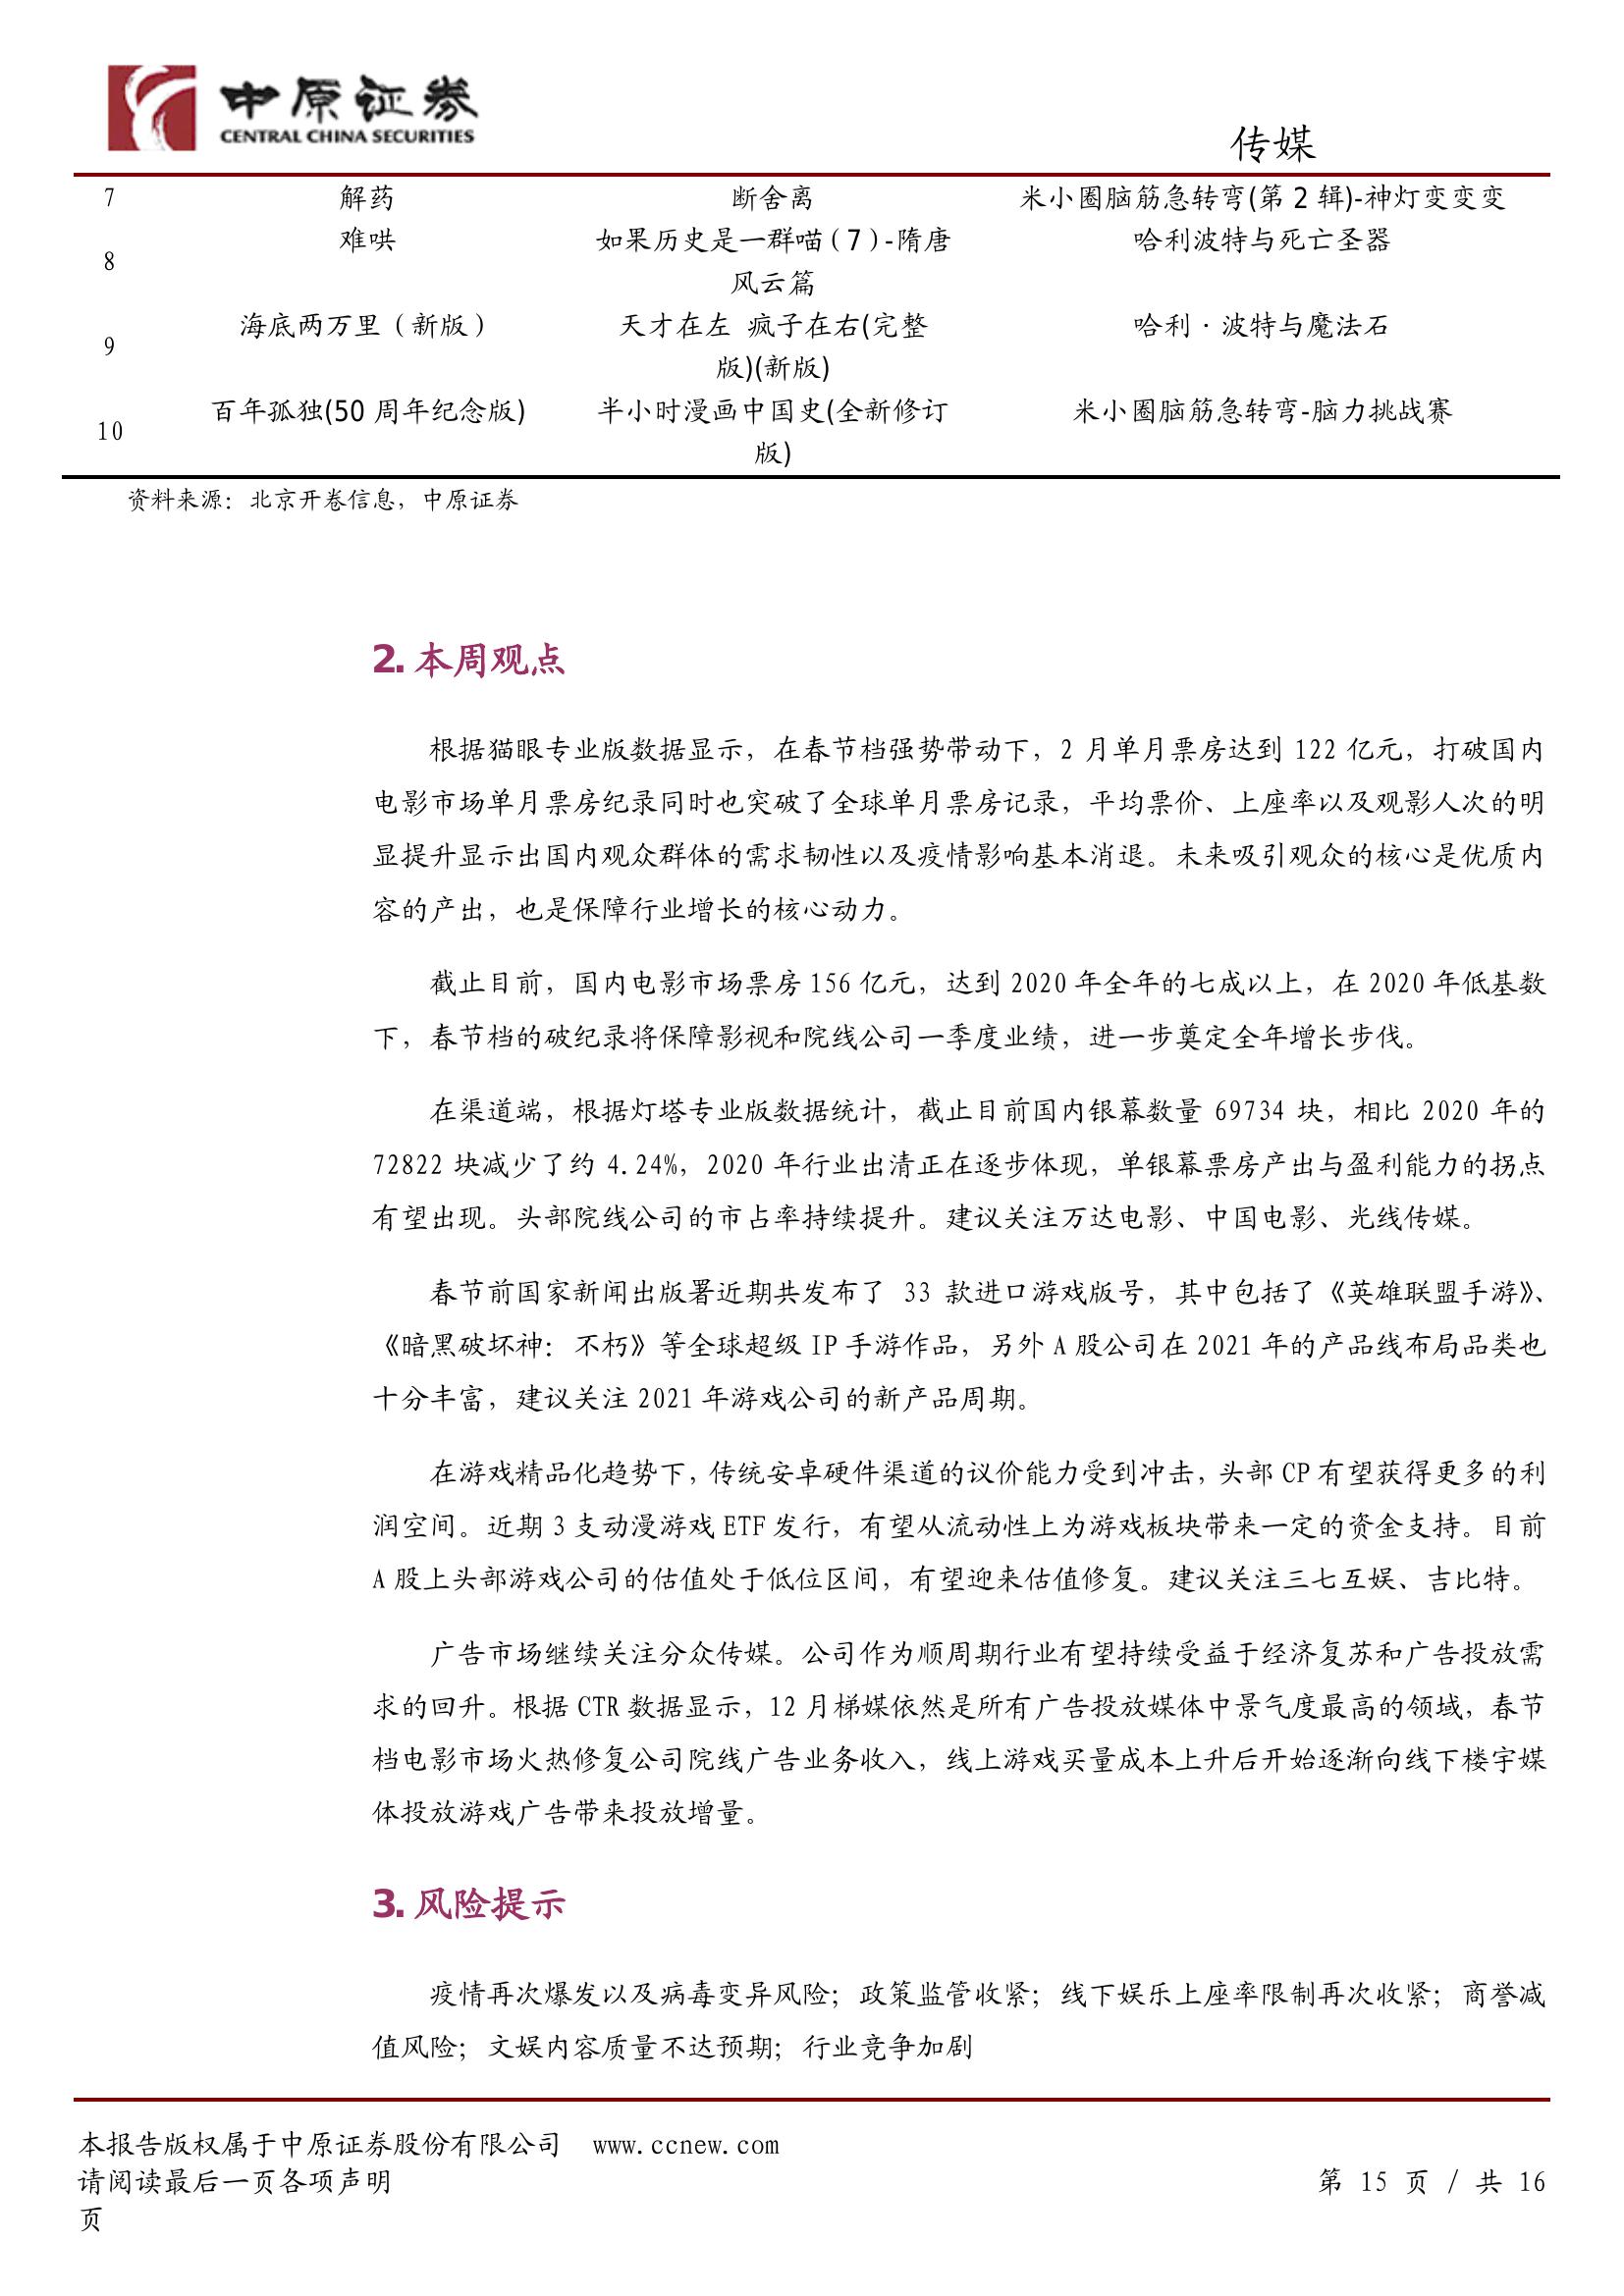 中原证券
CENTRAL CHINA SECURITIES
传媒
7 解药 断舍离 米小圈脑筋急转弯(第 2 辑)-神灯变变变
8 难哄 如果历史是一群喵（7）-隋唐 哈利波特与死亡圣器
风云篇
9 海底两万里（新版） 天才在左 疯子在右(完整 哈利·波特与魔法石
版)(新版)
10 百年孤独(50 周年纪念版) 半小时漫画中国史(全新修订 米小圈脑筋急转弯-脑力挑战赛
版)
资料来源：北京开卷信息，中原证券
2. 本周观点
根据猫眼专业版数据显示，在春节档强势带动下，2 月单月票房达到 122 亿元，打破国内
电影市场单月票房纪录同时也突破了全球单月票房记录，平均票价、上座率以及观影人次的明
显提升显示出国内观众群体的需求韧性以及疫情影响基本消退。未来吸引观众的核心是优质内
容的产出，也是保障行业增长的核心动力。
截止目前，国内电影市场票房 156 亿元，达到 2020 年全年的七成以上，在 2020 年低基数
下，春节档的破纪录将保障影视和院线公司一季度业绩，进一步奠定全年增长步伐。
在渠道端，根据灯塔专业版数据统计，截止目前国内银幕数量 69734 块，相比 2020 年的
72822 块减少了约 4.24%，2020 年行业出清正在逐步体现，单银幕票房产出与盈利能力的拐点
有望出现。头部院线公司的市占率持续提升。建议关注万达电影、中国电影、光线传媒。
春节前国家新闻出版署近期共发布了 33 款进口游戏版号，其中包括了《英雄联盟手游》、
《暗黑破坏神：不朽》等全球超级 IP 手游作品，另外 A 股公司在 2021 年的产品线布局品类也
十分丰富，建议关注 2021 年游戏公司的新产品周期。
在游戏精品化趋势下，传统安卓硬件渠道的议价能力受到冲击，头部 CP 有望获得更多的利
润空间。近期 3 支动漫游戏 ETF 发行，有望从流动性上为游戏板块带来一定的资金支持。目前
A 股上头部游戏公司的估值处于低位区间，有望迎来估值修复。建议关注三七互娱、吉比特。
广告市场继续关注分众传媒。公司作为顺周期行业有望持续受益于经济复苏和广告投放需
求的回升。根据 CTR 数据显示，12 月梯媒依然是所有广告投放媒体中景气度最高的领域，春节
档电影市场火热修复公司院线广告业务收入，线上游戏买量成本上升后开始逐渐向线下楼宇媒
体投放游戏广告带来投放增量。
3. 风险提示
疫情再次爆发以及病毒变异风险；政策监管收紧；线下娱乐上座率限制再次收紧；商誉减
值风险；文娱内容质量不达预期；行业竞争加剧
本报告版权属于中原证券股份有限公司 www.ccnew.com
请阅读最后一页各项声明 第 15 页 / 共 16
页